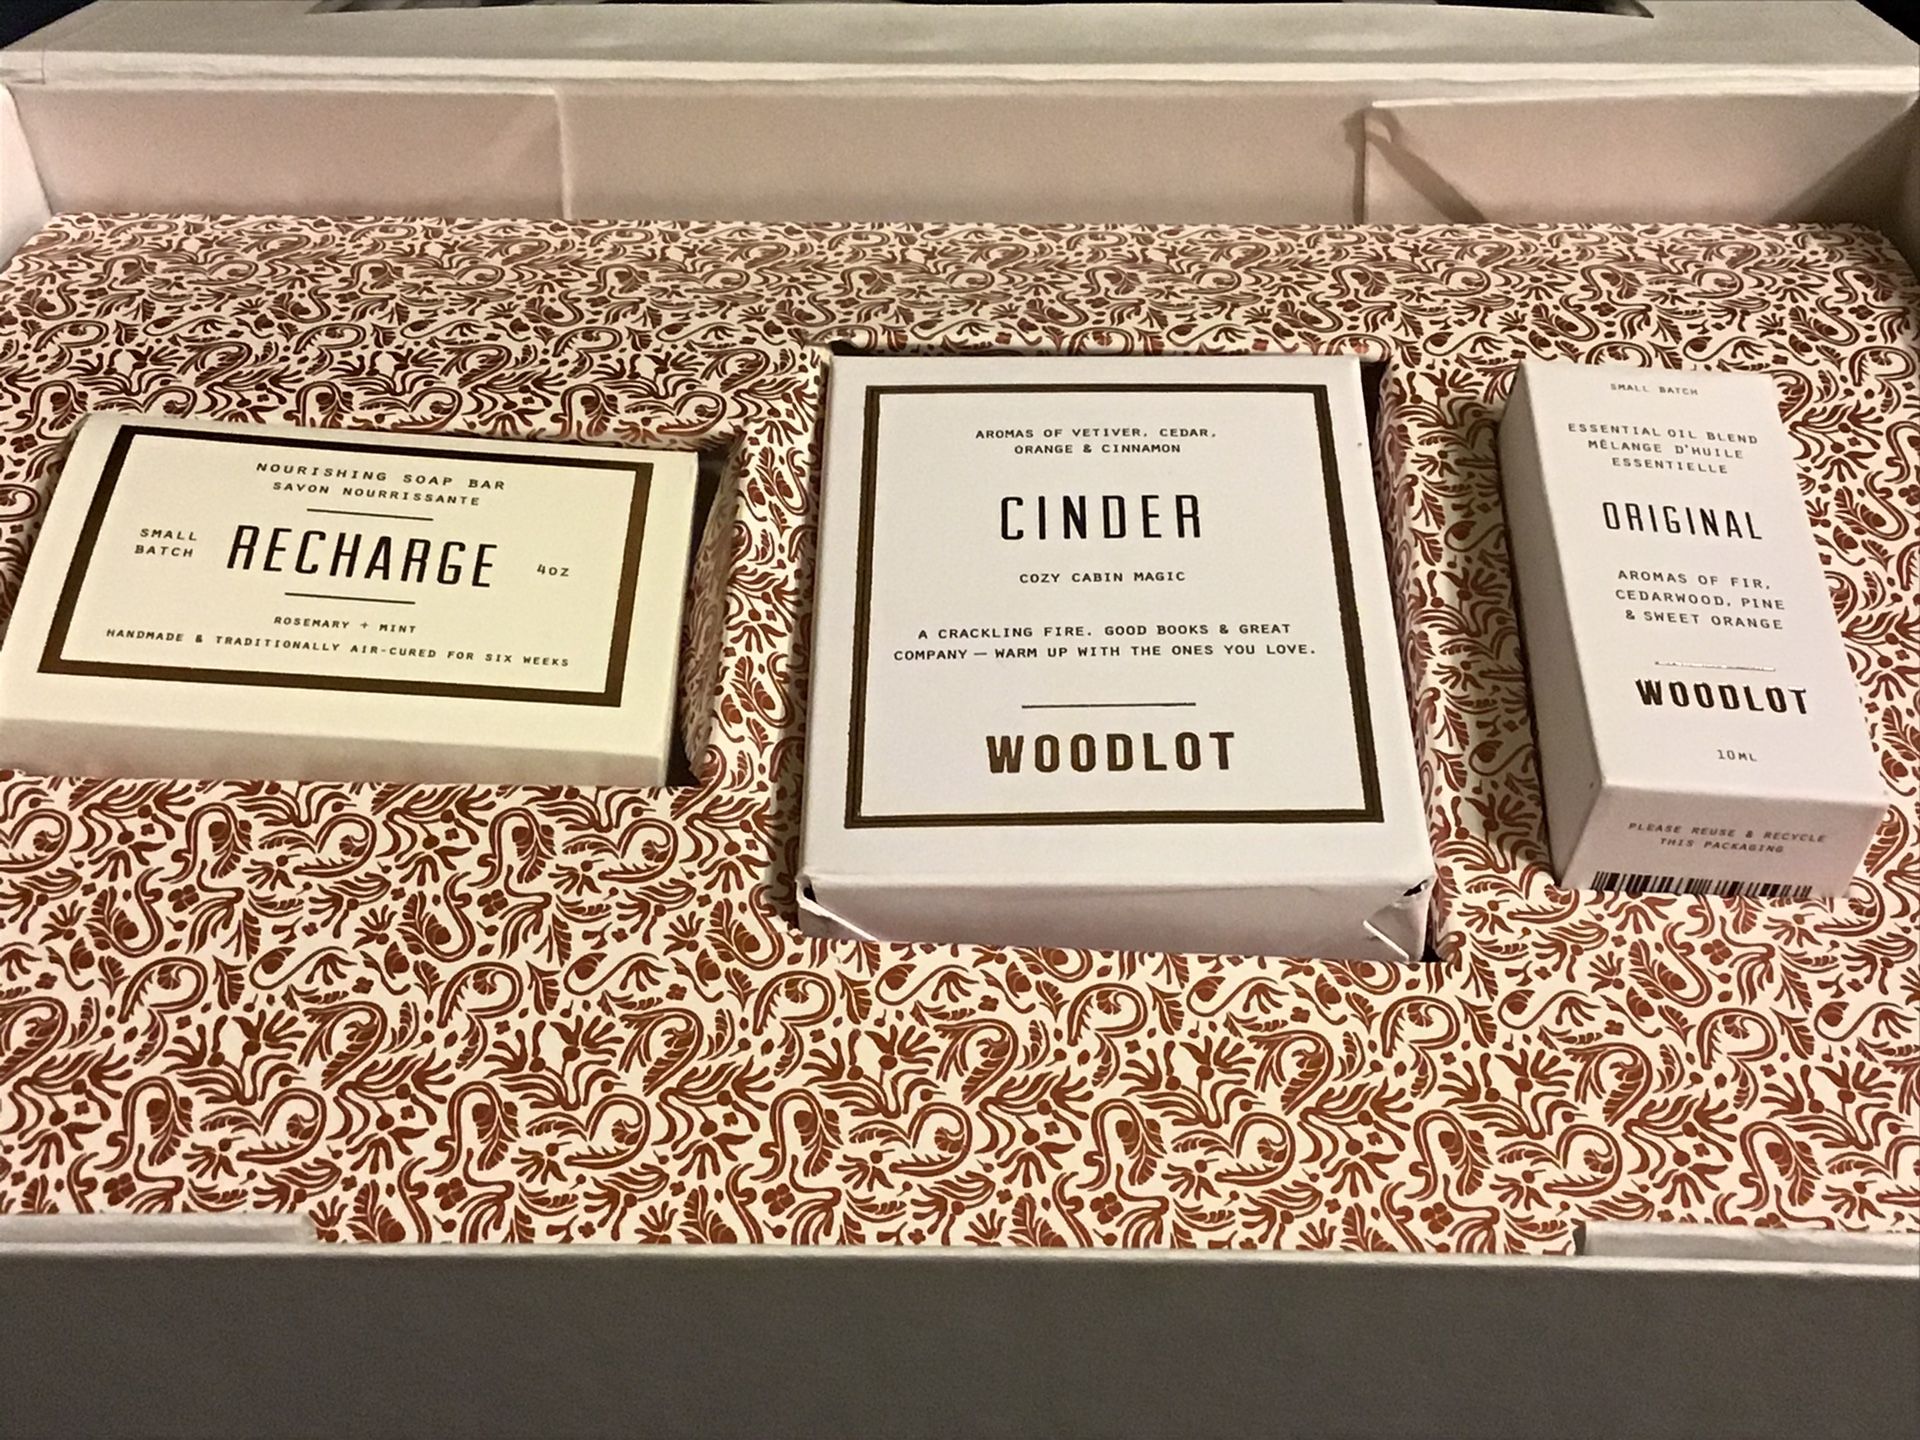 NOURISHING SOAP BAR
SAVON NOURRISSANTE
SMALL
BATCH
RECHARGE
4OZ
ROSEMARY + MINT
HANDMADE & TRADITIONALLY AIR-CURED FOR SIX WEEKS
AROMAS OF VETIVER, CEDAR,
ORANGE & CINNAMON
CINDER
COZY CABIN MAGIC
A CRACKLING FIRE. GOOD BOOKS & GREAT
COMPANY — WARM UP WITH THE ONES YOU LOVE.
WOODLOT
SMALL BATCH
ESSENTIAL OIL BLEND
MÉLANGE D'HUILE
ESSENTIELLE
ORIGINAL
AROMAS OF FIR,
CEDARWOOD, PINE
& SWEET ORANGE
WOODLOT
10ML
PLEASE REUSE & RECYCLE
THIS PACKAGING